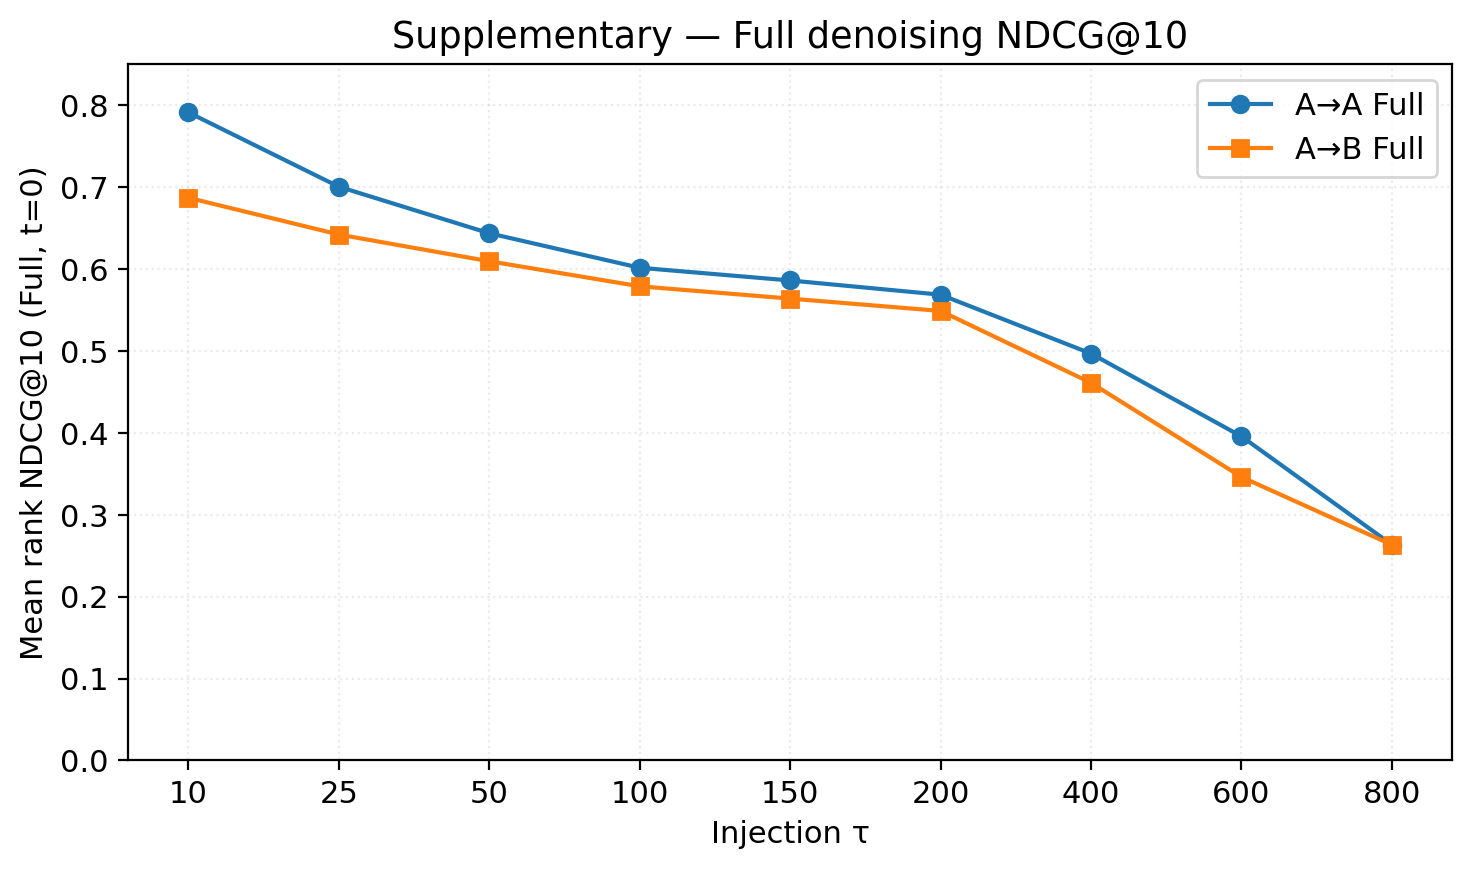 Supplementary — Full denoising NDCG@10
A→A Full
A→B Full
Mean rank NDCG@10 (Full, t=0)
0.8
0.7
0.6
0.5
0.4
0.3
0.2
0.1
0.0
10 25 50 100 150 200 400 600 800
Injection τ